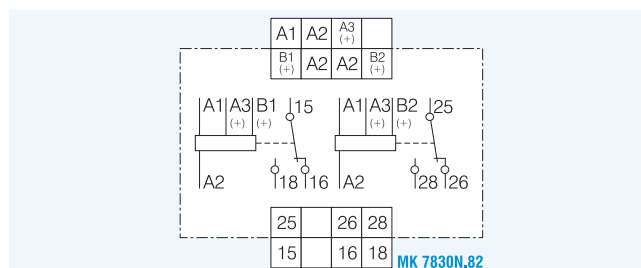 A1 A2 A3 (+)
B1 (+) A2 A2 B2 (+)
A1 A3 (+) B1 (+) 15 A1 A3 (+) B2 (+) 25
A2 18 16 A2 28 26
25 26 28
15 16 18
MK 7830N.82